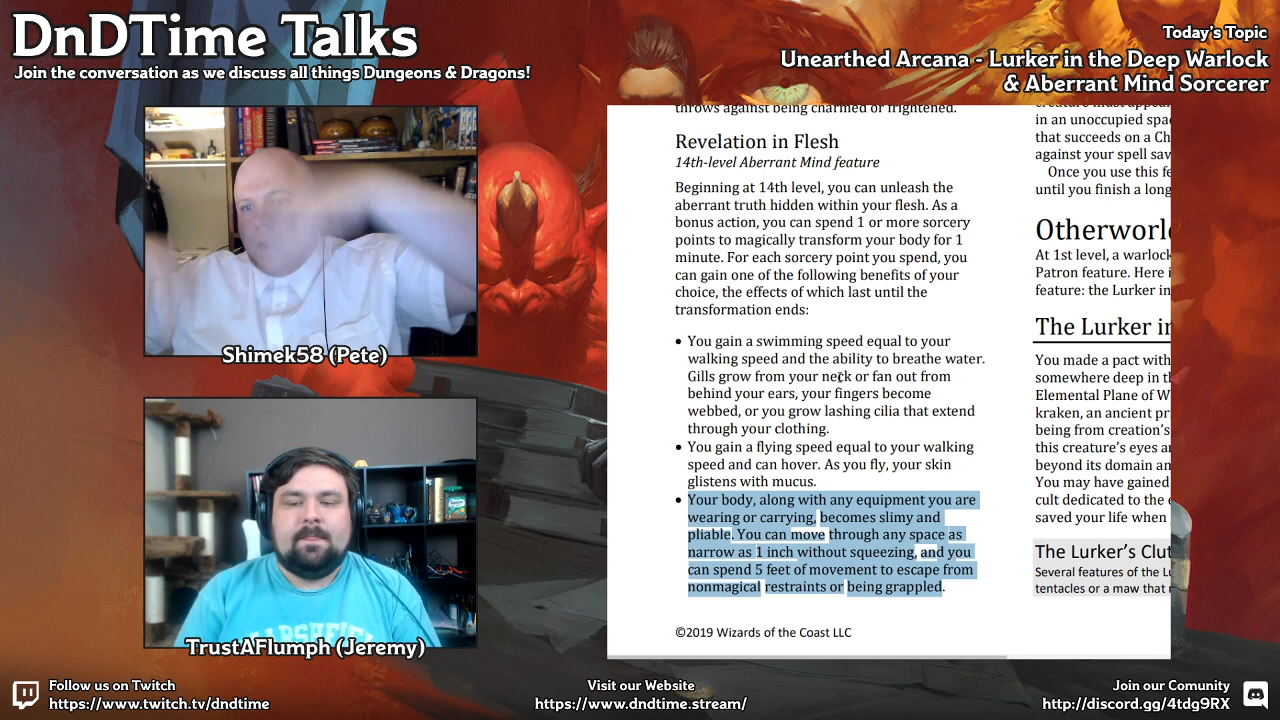 DnDTime Talks
Join the conversation as we discuss all things Dungeons & Dragons!
Today's Topic
Unearthed Arcana - Lurker in the Deep Warlock
& Aberrant Mind Sorcerer
Shimek58 (Pete)
TrustAFlumph (Jeremy)
throws against being charmed or frightened.
Revelation in Flesh
14th-level Aberrant Mind feature
Beginning at 14th level, you can unleash the
aberrant truth hidden within your flesh. As a
bonus action, you can spend 1 or more sorcery
points to magically transform your body for 1
minute. For each sorcery point you spend, you
can gain one of the following benefits of your
choice, the effects of which last until the
transformation ends:
• You gain a swimming speed equal to your
walking speed and the ability to breathe water.
Gills grow from your neck or fan out from
behind your ears, your fingers become
webbed, or you grow lashing cilia that extend
through your clothing.
• You gain a flying speed equal to your walking
speed and can hover. As you fly, your skin
glistens with mucus.
• Your body, along with any equipment you are
wearing or carrying, becomes slimy and
pliable. You can move through any space as
narrow as 1 inch without squeezing, and you
can spend 5 feet of movement to escape from
nonmagical restraints or being grappled.
©2019 Wizards of the Coast LLC
creature must appea
in an unoccupied spa
that succeeds on a Ch
against your spell sav
Once you use this fe
until you finish a long
Otherworl
At 1st level, a warlock
Patron feature. Here i
feature: the Lurker in
The Lurker in
You made a pact with
somewhere deep in th
Elemental Plane of W
kraken, an ancient pr
being from creation's
this creature's eyes a
beyond its domain an
You may have gained
cult dedicated to the
saved your life when
The Lurker's Clut
Several features of the Lu
tentacles or a maw that
Follow us on Twitch
https://www.twitch.tv/dndtime
Visit our Website
https://www.dndtime.stream/
Join our Comunity
http://discord.gg/4tdg9RX